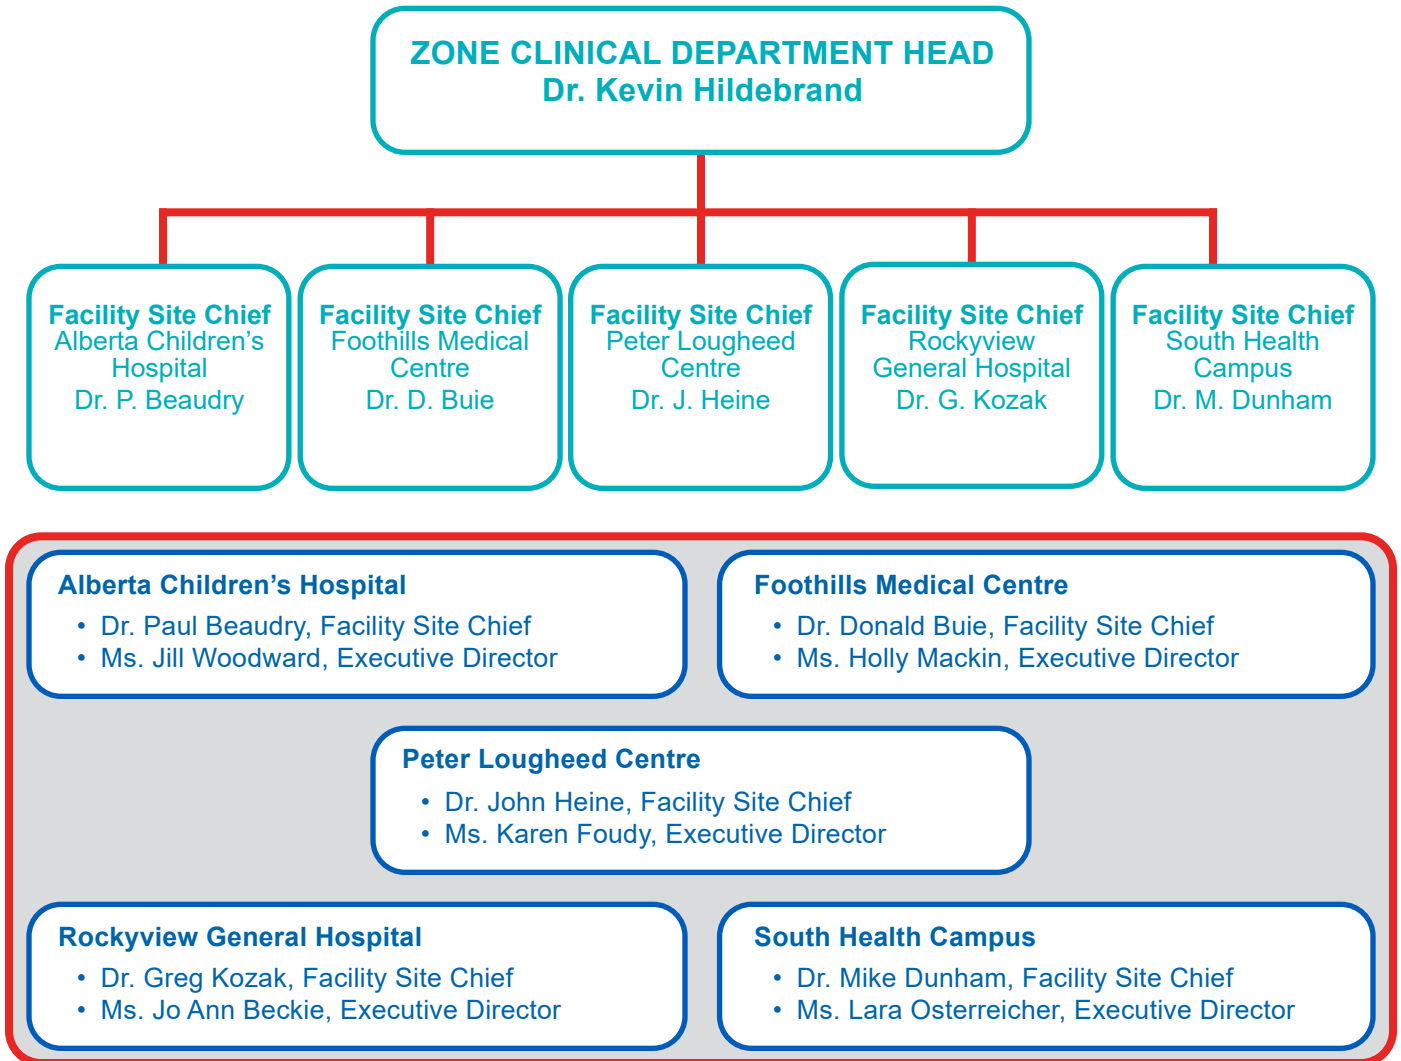 ZONE CLINICAL DEPARTMENT HEAD
Dr. Kevin Hildebrand
Facility Site Chief
Alberta Children’s
Hospital
Dr. P. Beaudry
Facility Site Chief
Foothills Medical
Centre
Dr. D. Buie
Facility Site Chief
Peter Lougheed
Centre
Dr. J. Heine
Facility Site Chief
Rockyview
General Hospital
Dr. G. Kozak
Facility Site Chief
South Health
Campus
Dr. M. Dunham
Alberta Children’s Hospital
• Dr. Paul Beaudry, Facility Site Chief
• Ms. Jill Woodward, Executive Director
Foothills Medical Centre
• Dr. Donald Buie, Facility Site Chief
• Ms. Holly Mackin, Executive Director
Peter Lougheed Centre
• Dr. John Heine, Facility Site Chief
• Ms. Karen Foudy, Executive Director
Rockyview General Hospital
• Dr. Greg Kozak, Facility Site Chief
• Ms. Jo Ann Beckie, Executive Director
South Health Campus
• Dr. Mike Dunham, Facility Site Chief
• Ms. Lara Osterreicher, Executive Director